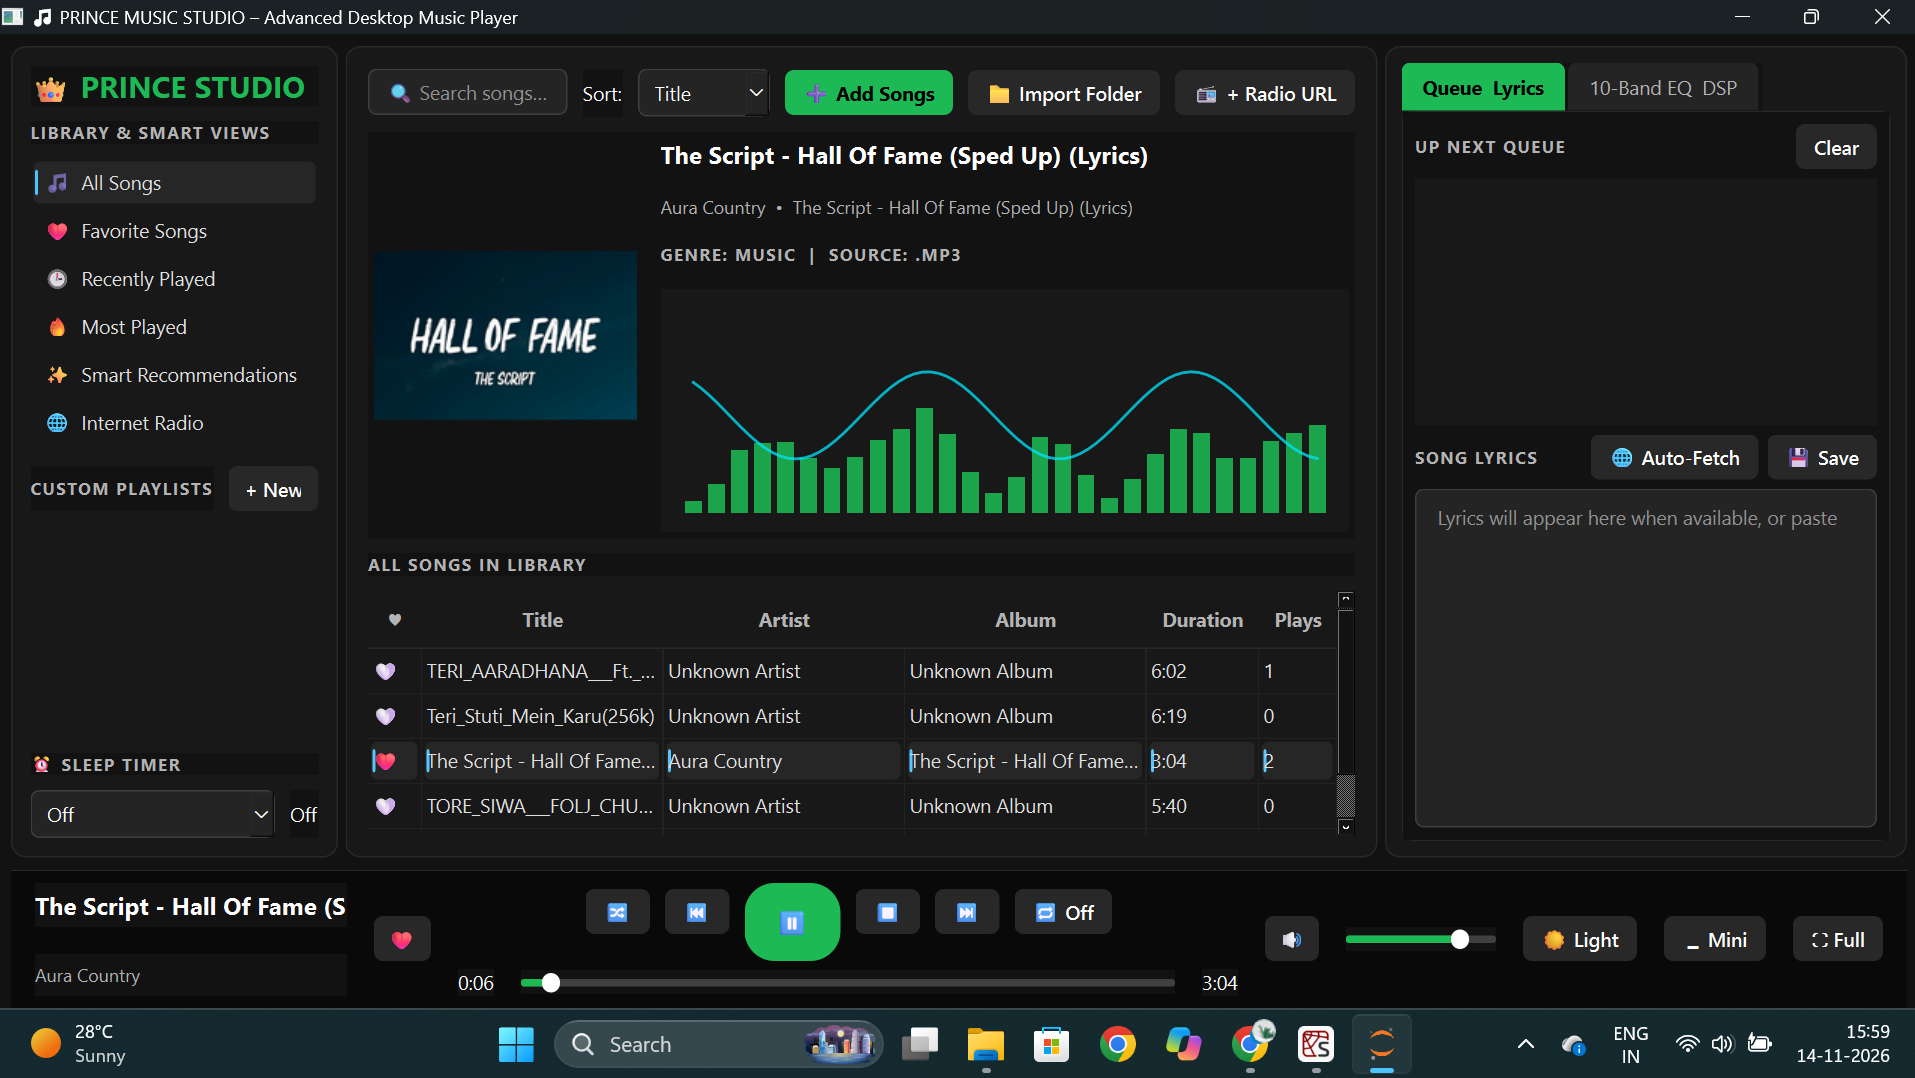 PRINCE MUSIC STUDIO – Advanced Desktop Music Player
PRINCE STUDIO
LIBRARY & SMART VIEWS
All Songs
Favorite Songs
Recently Played
Most Played
Smart Recommendations
Internet Radio
CUSTOM PLAYLISTS
+ New
SLEEP TIMER
Off
Off
Search songs...
Sort:
Title
Add Songs
Import Folder
+ Radio URL
The Script - Hall Of Fame (Sped Up) (Lyrics)
Aura Country • The Script - Hall Of Fame (Sped Up) (Lyrics)
GENRE: MUSIC | SOURCE: .MP3
HALL OF FAME
THE SCRIPT
ALL SONGS IN LIBRARY
♥ Title Artist Album Duration Plays
TERI_AARADHANA___Ft._... Unknown Artist Unknown Album 6:02 1
Teri_Stuti_Mein_Karu(256k) Unknown Artist Unknown Album 6:19 0
The Script - Hall Of Fame... Aura Country The Script - Hall Of Fame... 3:04 2
TORE_SIWA___FOLJ_CHU... Unknown Artist Unknown Album 5:40 0
Queue Lyrics
10-Band EQ DSP
UP NEXT QUEUE
Clear
SONG LYRICS
Auto-Fetch
Save
Lyrics will appear here when available, or paste
The Script - Hall Of Fame (S
Aura Country
Off
0:06
3:04
Light
Mini
Full
28°C
Sunny
Search
ENG
IN
15:59
14-11-2026